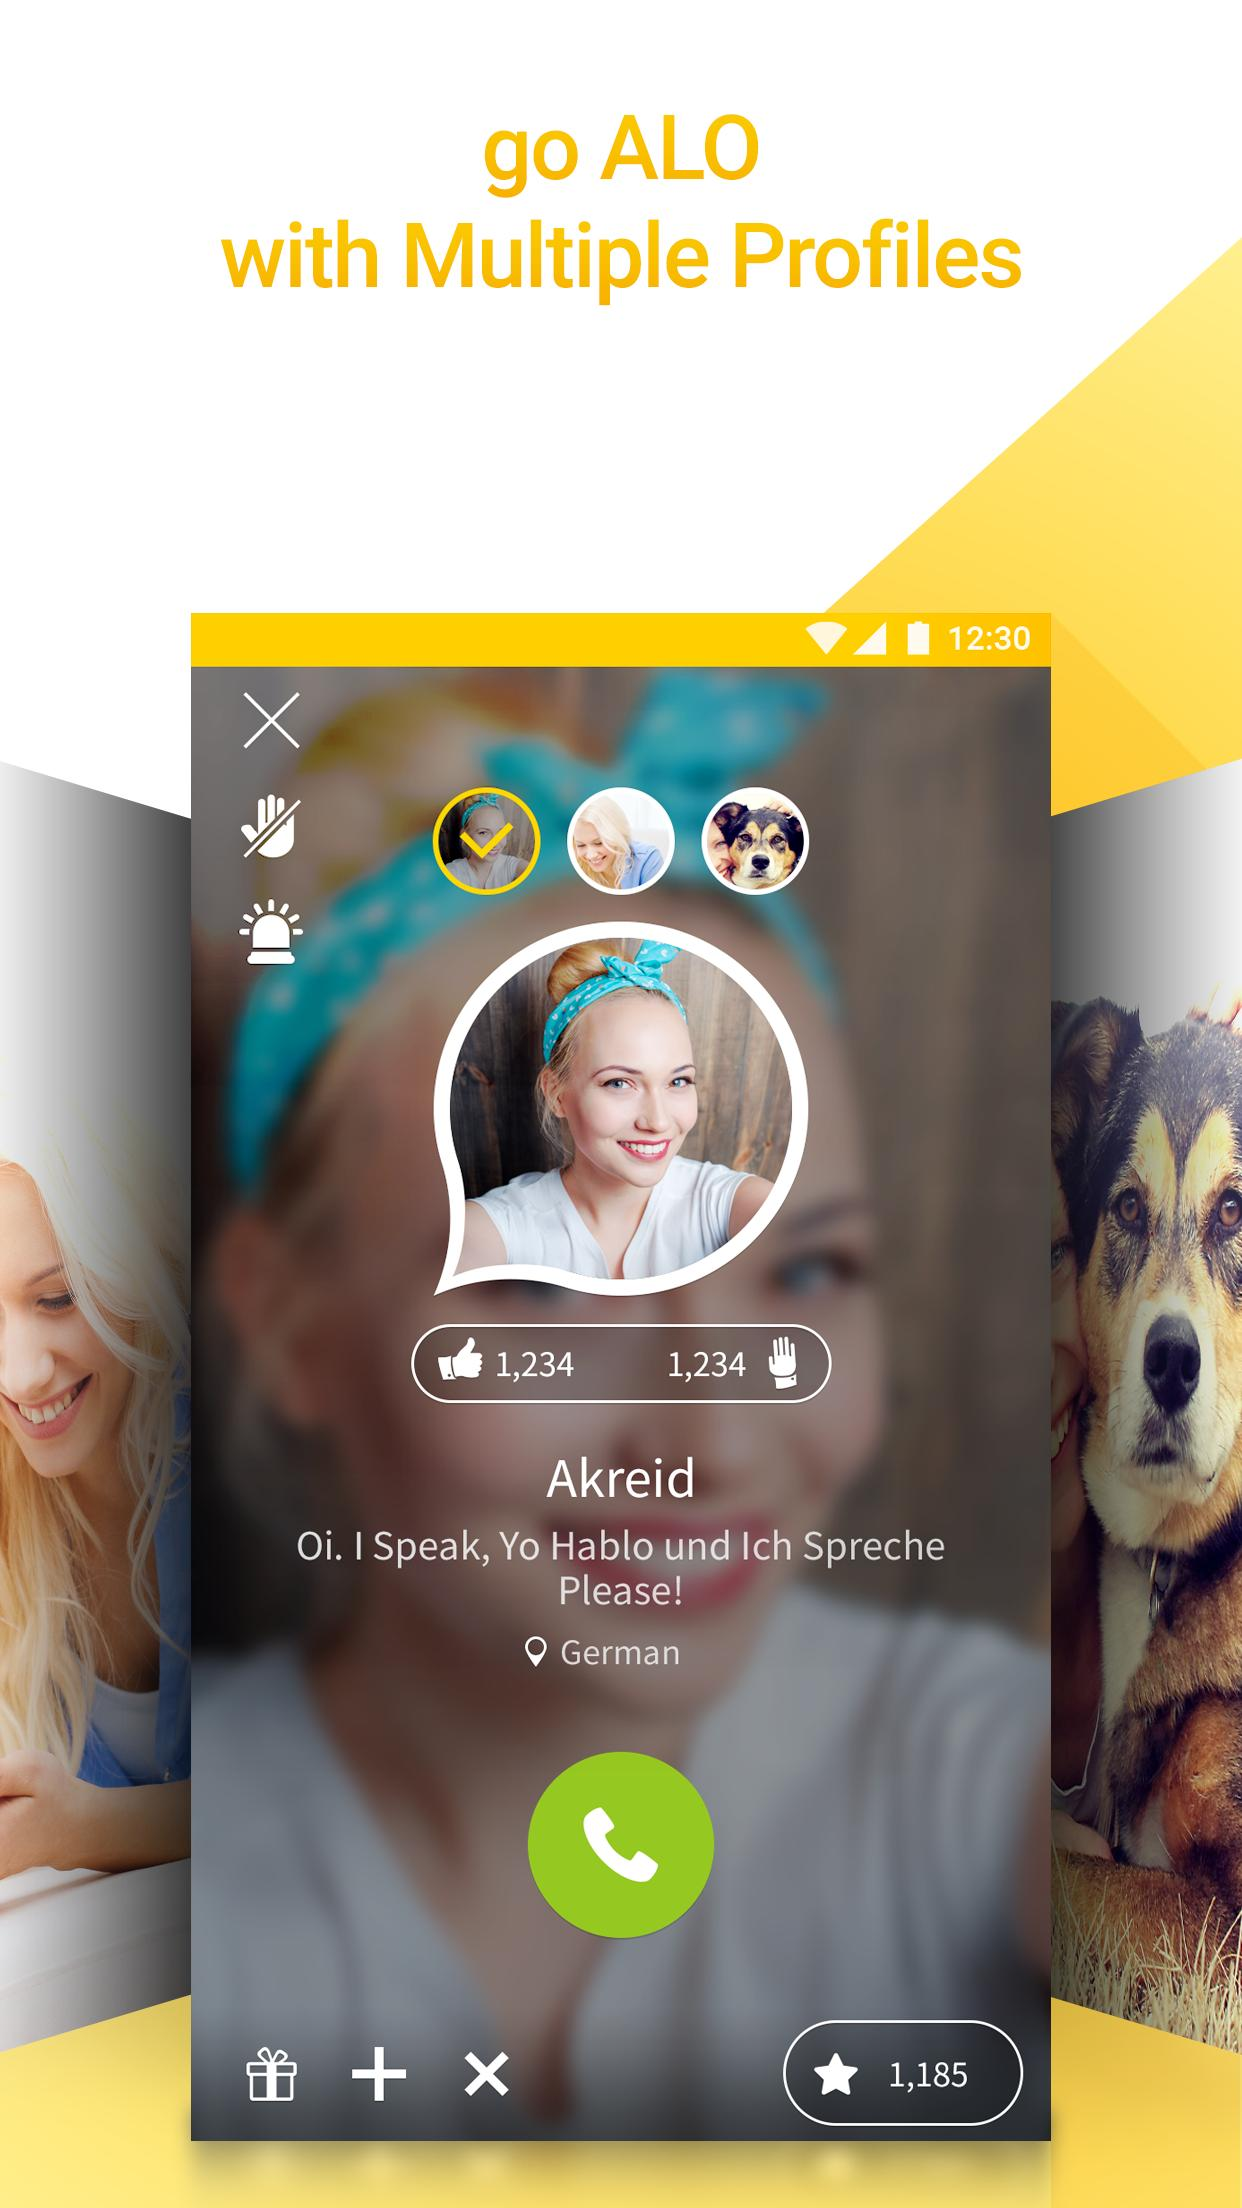 go ALO
with Multiple Profiles
12:30
1,234 1,234
Akreid
Oi. I Speak, Yo Hablo und Ich Spreche
Please!
German
1,185